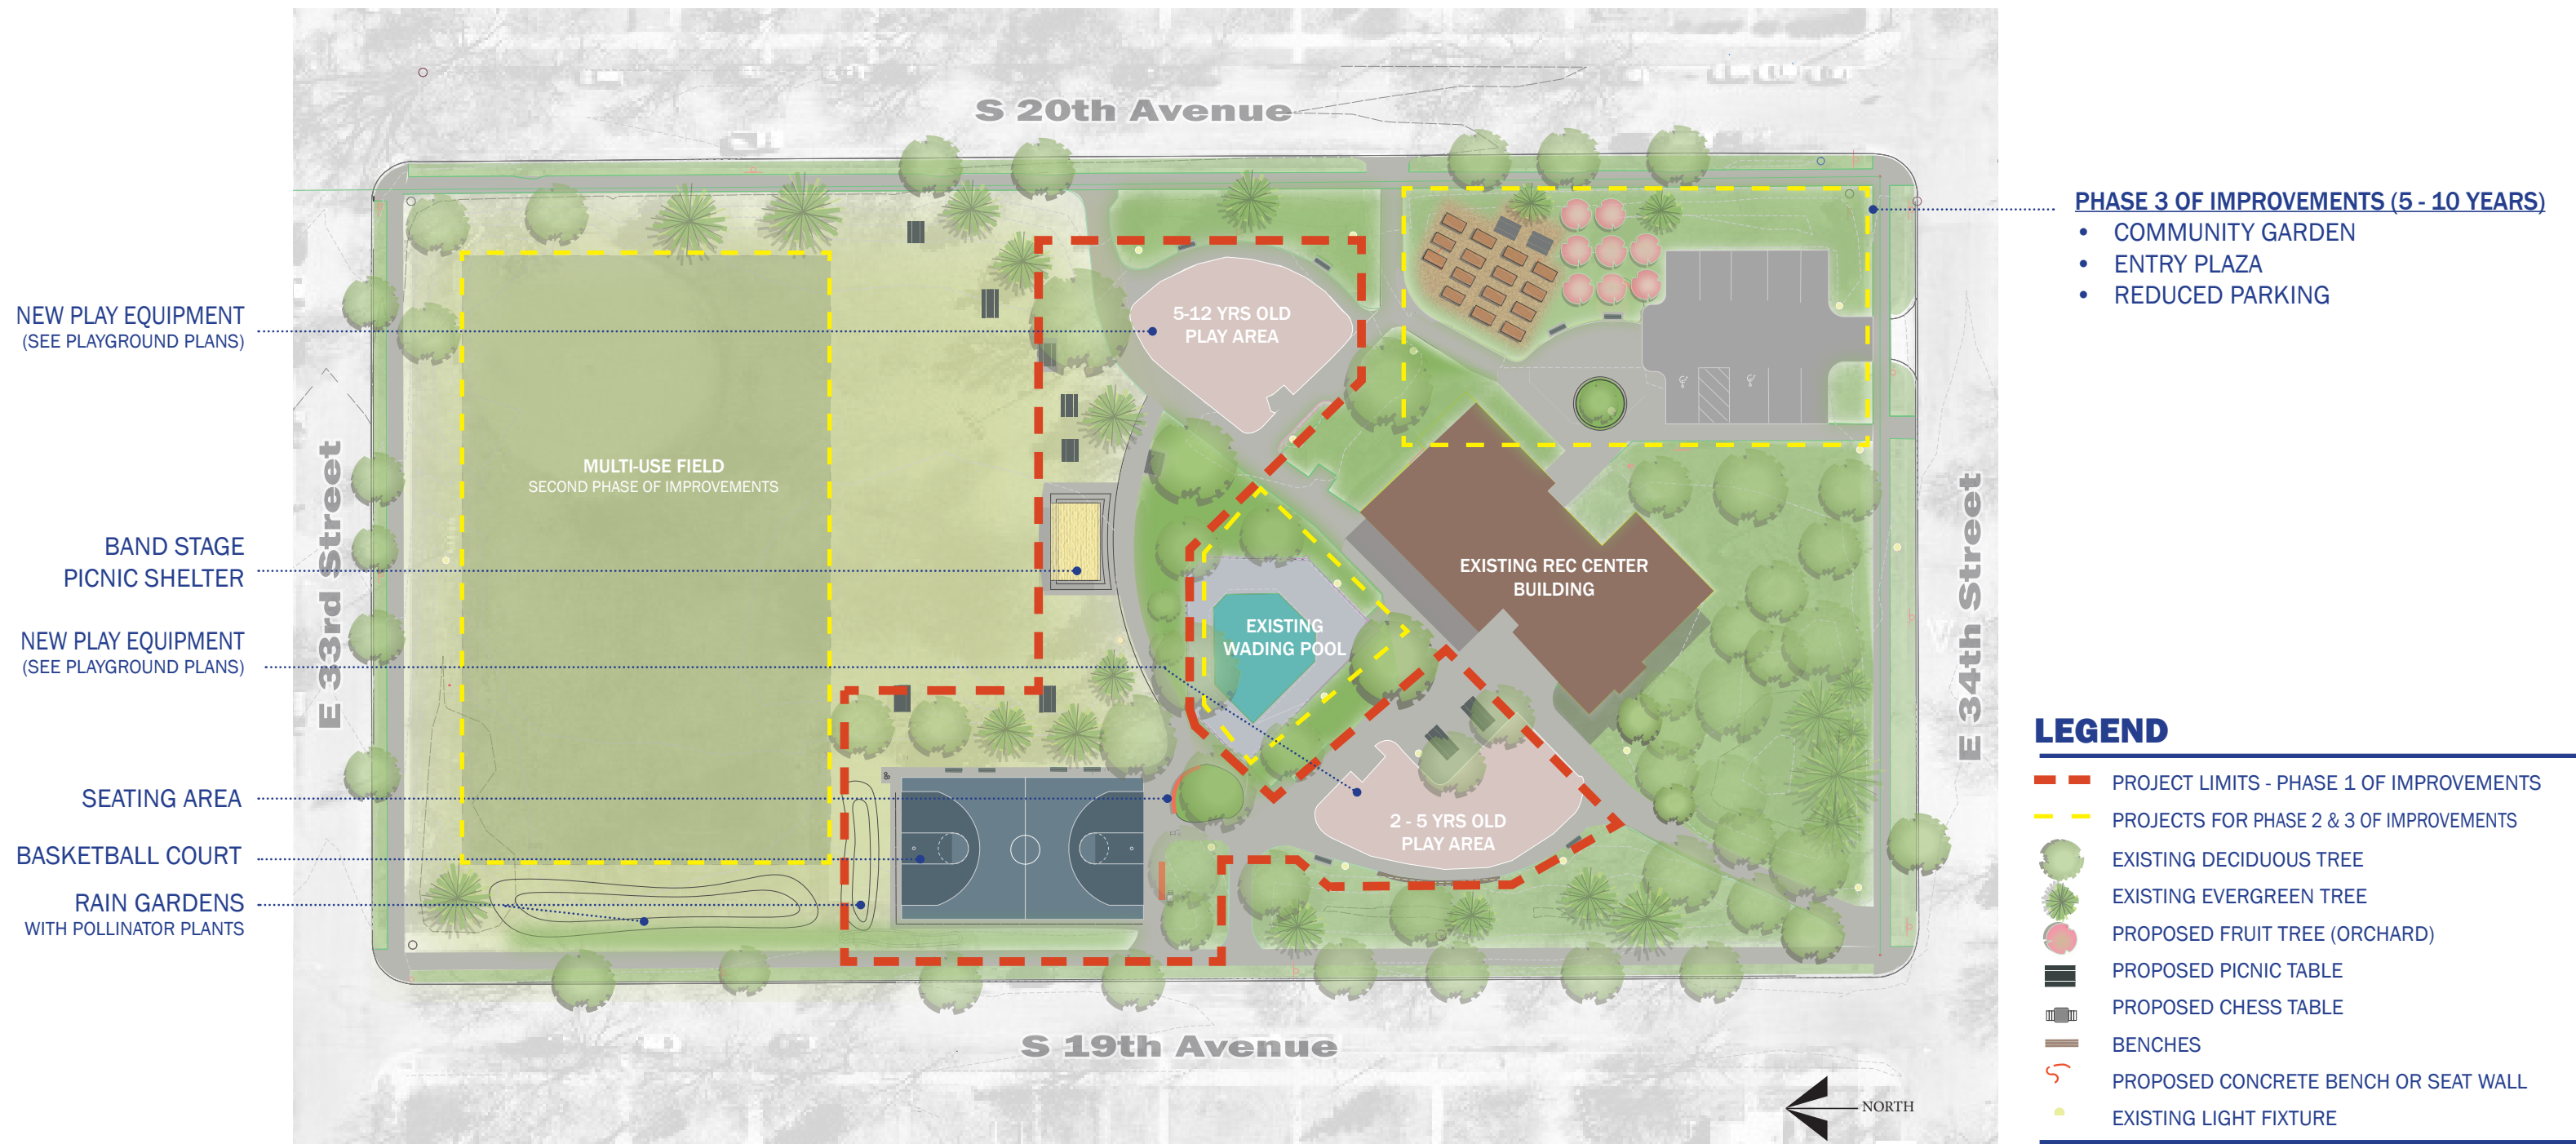 S 20th Avenue
E 33rd Street
E 34th Street
S 19th Avenue
NEW PLAY EQUIPMENT
(SEE PLAYGROUND PLANS)
BAND STAGE
PICNIC SHELTER
NEW PLAY EQUIPMENT
(SEE PLAYGROUND PLANS)
SEATING AREA
BASKETBALL COURT
RAIN GARDENS
WITH POLLINATOR PLANTS
MULTI-USE FIELD
SECOND PHASE OF IMPROVEMENTS
5-12 YRS OLD
PLAY AREA
EXISTING
WADING POOL
EXISTING REC CENTER
BUILDING
2 - 5 YRS OLD
PLAY AREA
PHASE 3 OF IMPROVEMENTS (5 - 10 YEARS)
• COMMUNITY GARDEN
• ENTRY PLAZA
• REDUCED PARKING
LEGEND
PROJECT LIMITS - PHASE 1 OF IMPROVEMENTS
PROJECTS FOR PHASE 2 & 3 OF IMPROVEMENTS
EXISTING DECIDUOUS TREE
EXISTING EVERGREEN TREE
PROPOSED FRUIT TREE (ORCHARD)
PROPOSED PICNIC TABLE
PROPOSED CHESS TABLE
BENCHES
PROPOSED CONCRETE BENCH OR SEAT WALL
EXISTING LIGHT FIXTURE
NORTH